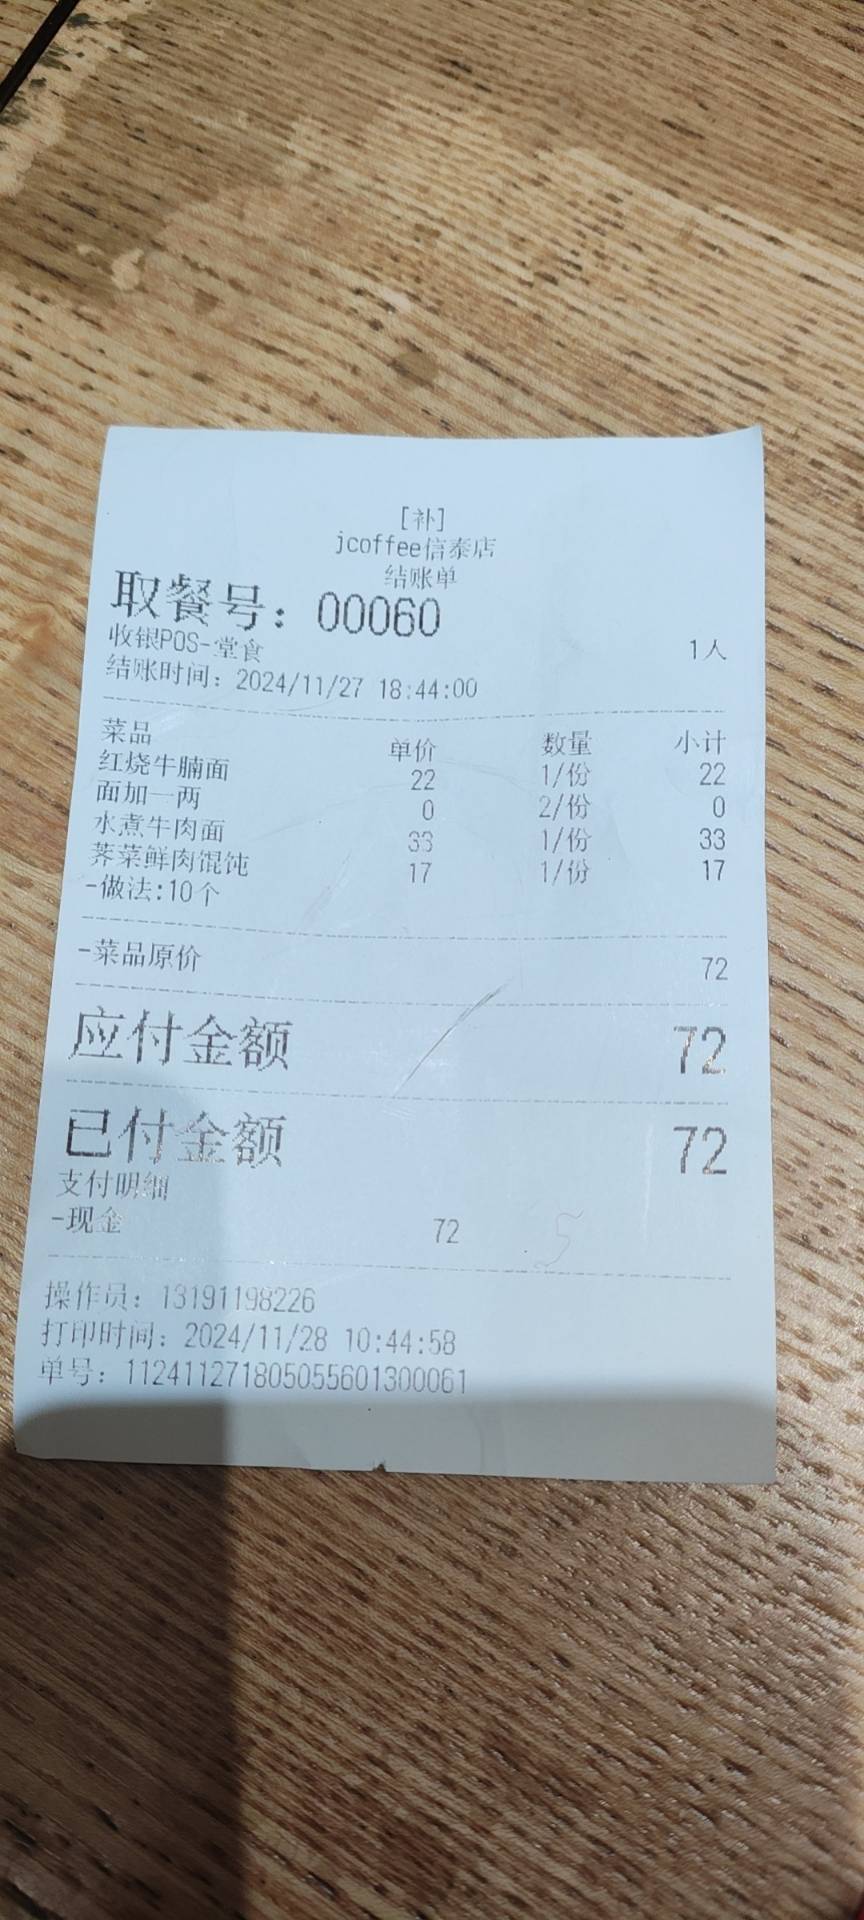 [补]
jcoffee信泰店
结账单
取餐号：00060
收银POS-堂食 1人
结账时间：2024/11/27 18:44:00
菜品 单价 数量 小计
红烧牛腩面 22 1/份 22
面加一两 0 2/份 0
水煮牛肉面 33 1/份 33
荠菜鲜肉馄饨 17 1/份 17
-做法:10个
-菜品原价 72
应付金额 72
已付金额 72
支付明细
-现金 72
操作员：13191198226
打印时间：2024/11/28 10:44:58
单号：112411271805055601300061